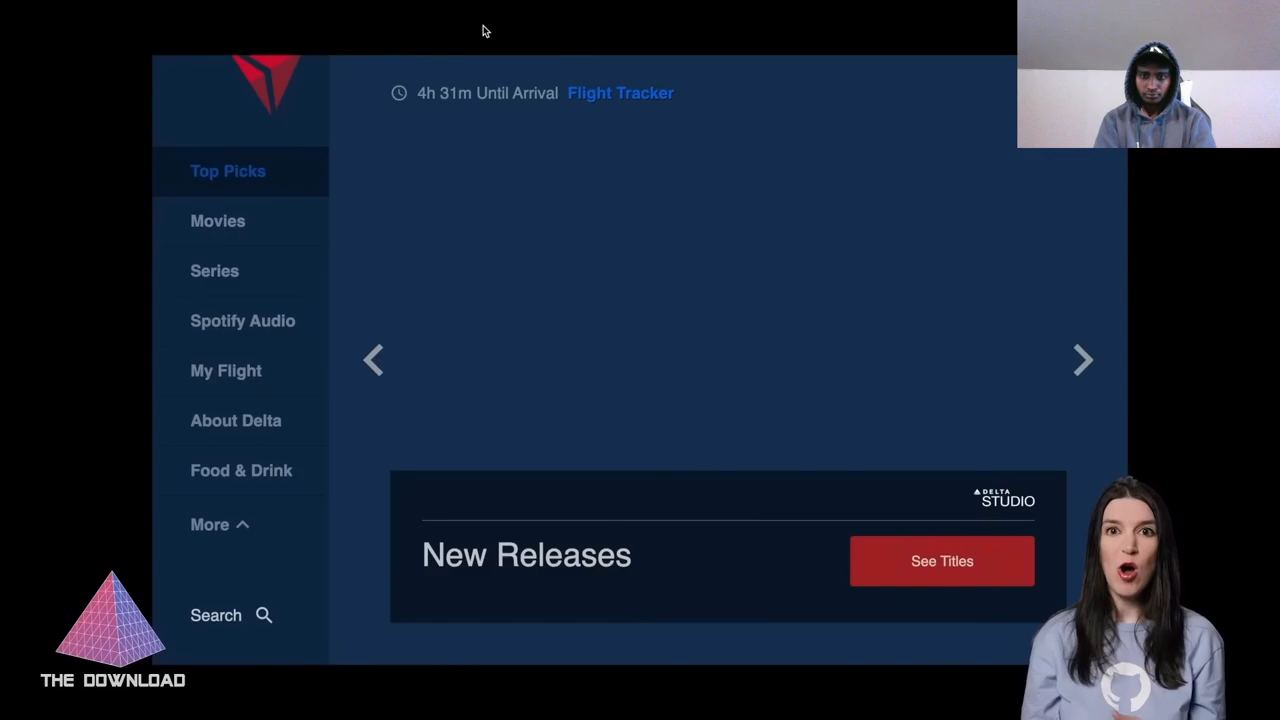 4h 31m Until Arrival Flight Tracker
Top Picks
Movies
Series
Spotify Audio
My Flight
About Delta
Food & Drink
More
Search
DELTA
STUDIO
New Releases
See Titles
THE DOWNLOAD